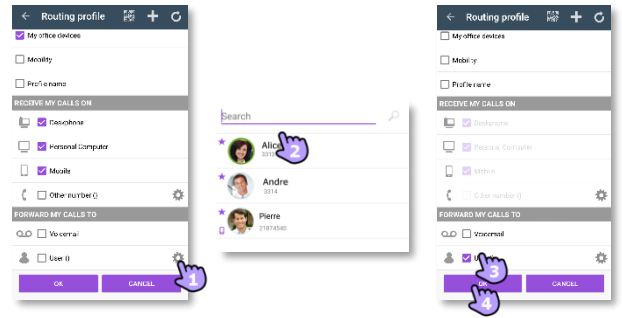 Routing profile
My office devices
Mobility
Profile name
RECEIVE MY CALLS ON
Deskphone
Personal Computer
Mobile
Other number ()
FORWARD MY CALLS TO
Voicemail
User ()
OK CANCEL
1
Search
Alice
3312
2
Andre
3314
Pierre
21874540
Routing profile
My office devices
Mobility
Profile name
RECEIVE MY CALLS ON
Deskphone
Personal Computer
Mobile
Other number ()
FORWARD MY CALLS TO
Voicemail
3
OK CANCEL
4